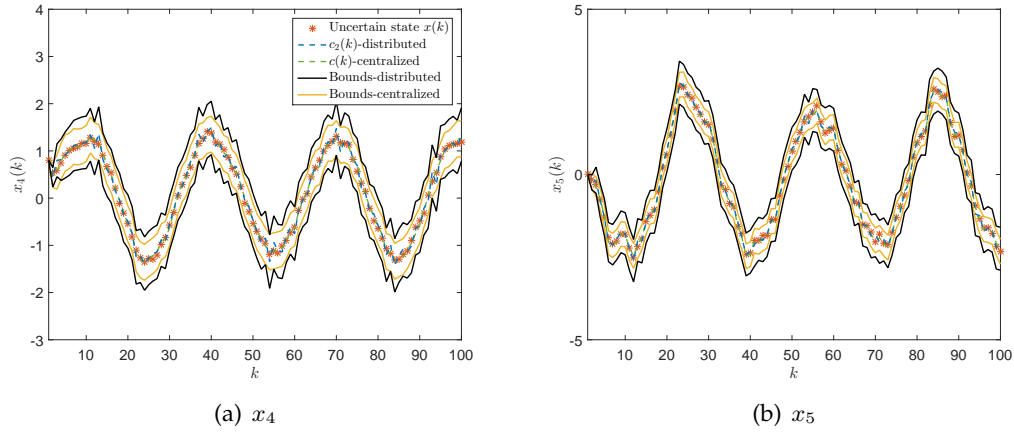 4
3
2
1
0
-1
-2
-3
x₄(k)
10 20 30 40 50 60 70 80 90 100
k
Uncertain state x(k)
c₂(k)-distributed
c(k)-centralized
Bounds-distributed
Bounds-centralized
(a) x₄
5
0
-5
x₅(k)
10 20 30 40 50 60 70 80 90 100
k
(b) x₅